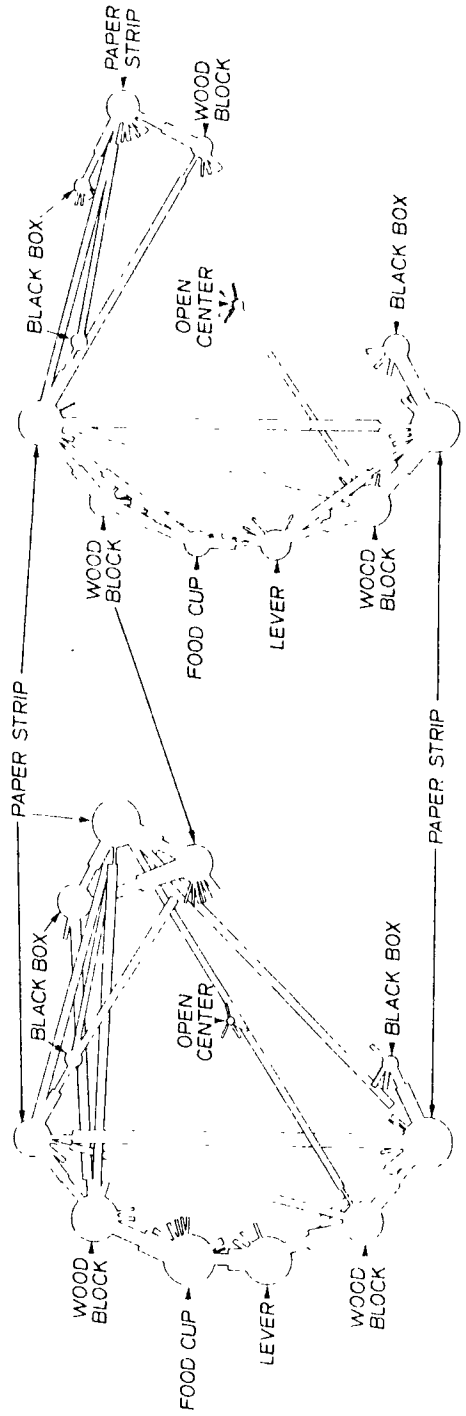 PAPER STRIP
BLACK BOX
BLACK BOX
PAPER
STRIP
WOOD
BLOCK
WOOD
BLOCK
WOOD
BLOCK
OPEN
CENTER
OPEN
CENTER
FOOD CUP
FOOD CUP
LEVER
LEVER
WOOD
BLOCK
BLACK BOX
WOOD
BLOCK
BLACK BOX
PAPER STRIP